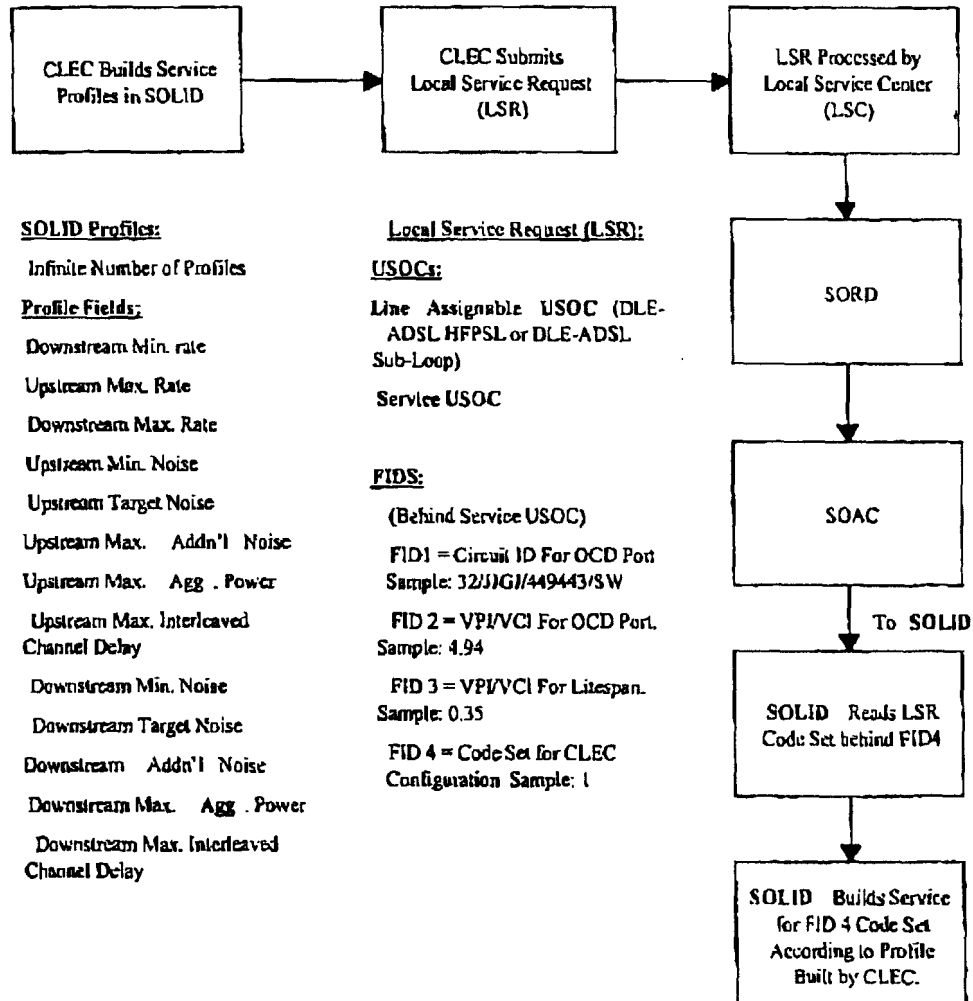 CLEC Builds Service
Profiles in SOLID
CLEC Submits
Local Service Request
(LSR)
LSR Processed by
Local Service Center
(LSC)
SOLID Profiles:
Infinite Number of Profiles
Profile Fields:
Downstream Min. rate
Upstream Max. Rate
Downstream Max. Rate
Upstream Min. Noise
Upstream Target Noise
Upstream Max. Addn'l Noise
Upstream Max. Agg . Power
Upstream Max. Interleaved
Channel Delay
Downstream Min. Noise
Downstream Target Noise
Downstream Addn'l Noise
Downstream Max. Agg . Power
Downstream Max. Interleaved
Channel Delay
Local Service Request (LSR):
USOCs:
Line Assignable USOC (DLE-
ADSL HFPSL or DLE-ADSL
Sub-Loop)
Service USOC
FIDS:
(Behind Service USOC)
FID1 = Circuit ID For OCD Port
Sample:
FID 2 = VPI/VCI For OCD Port.
Sample: 4.94
FID 3 = VPI/VCI For Litespan.
Sample: 0.35
FID 4 = Code Set for CLEC
Configuration Sample: 1
SORD
SOAC
To SOLID
SOLID Reads LSR
Code Set behind FID4
SOLID Builds Service
for FID 4 Code Set
According to Profile
Built by CLEC.